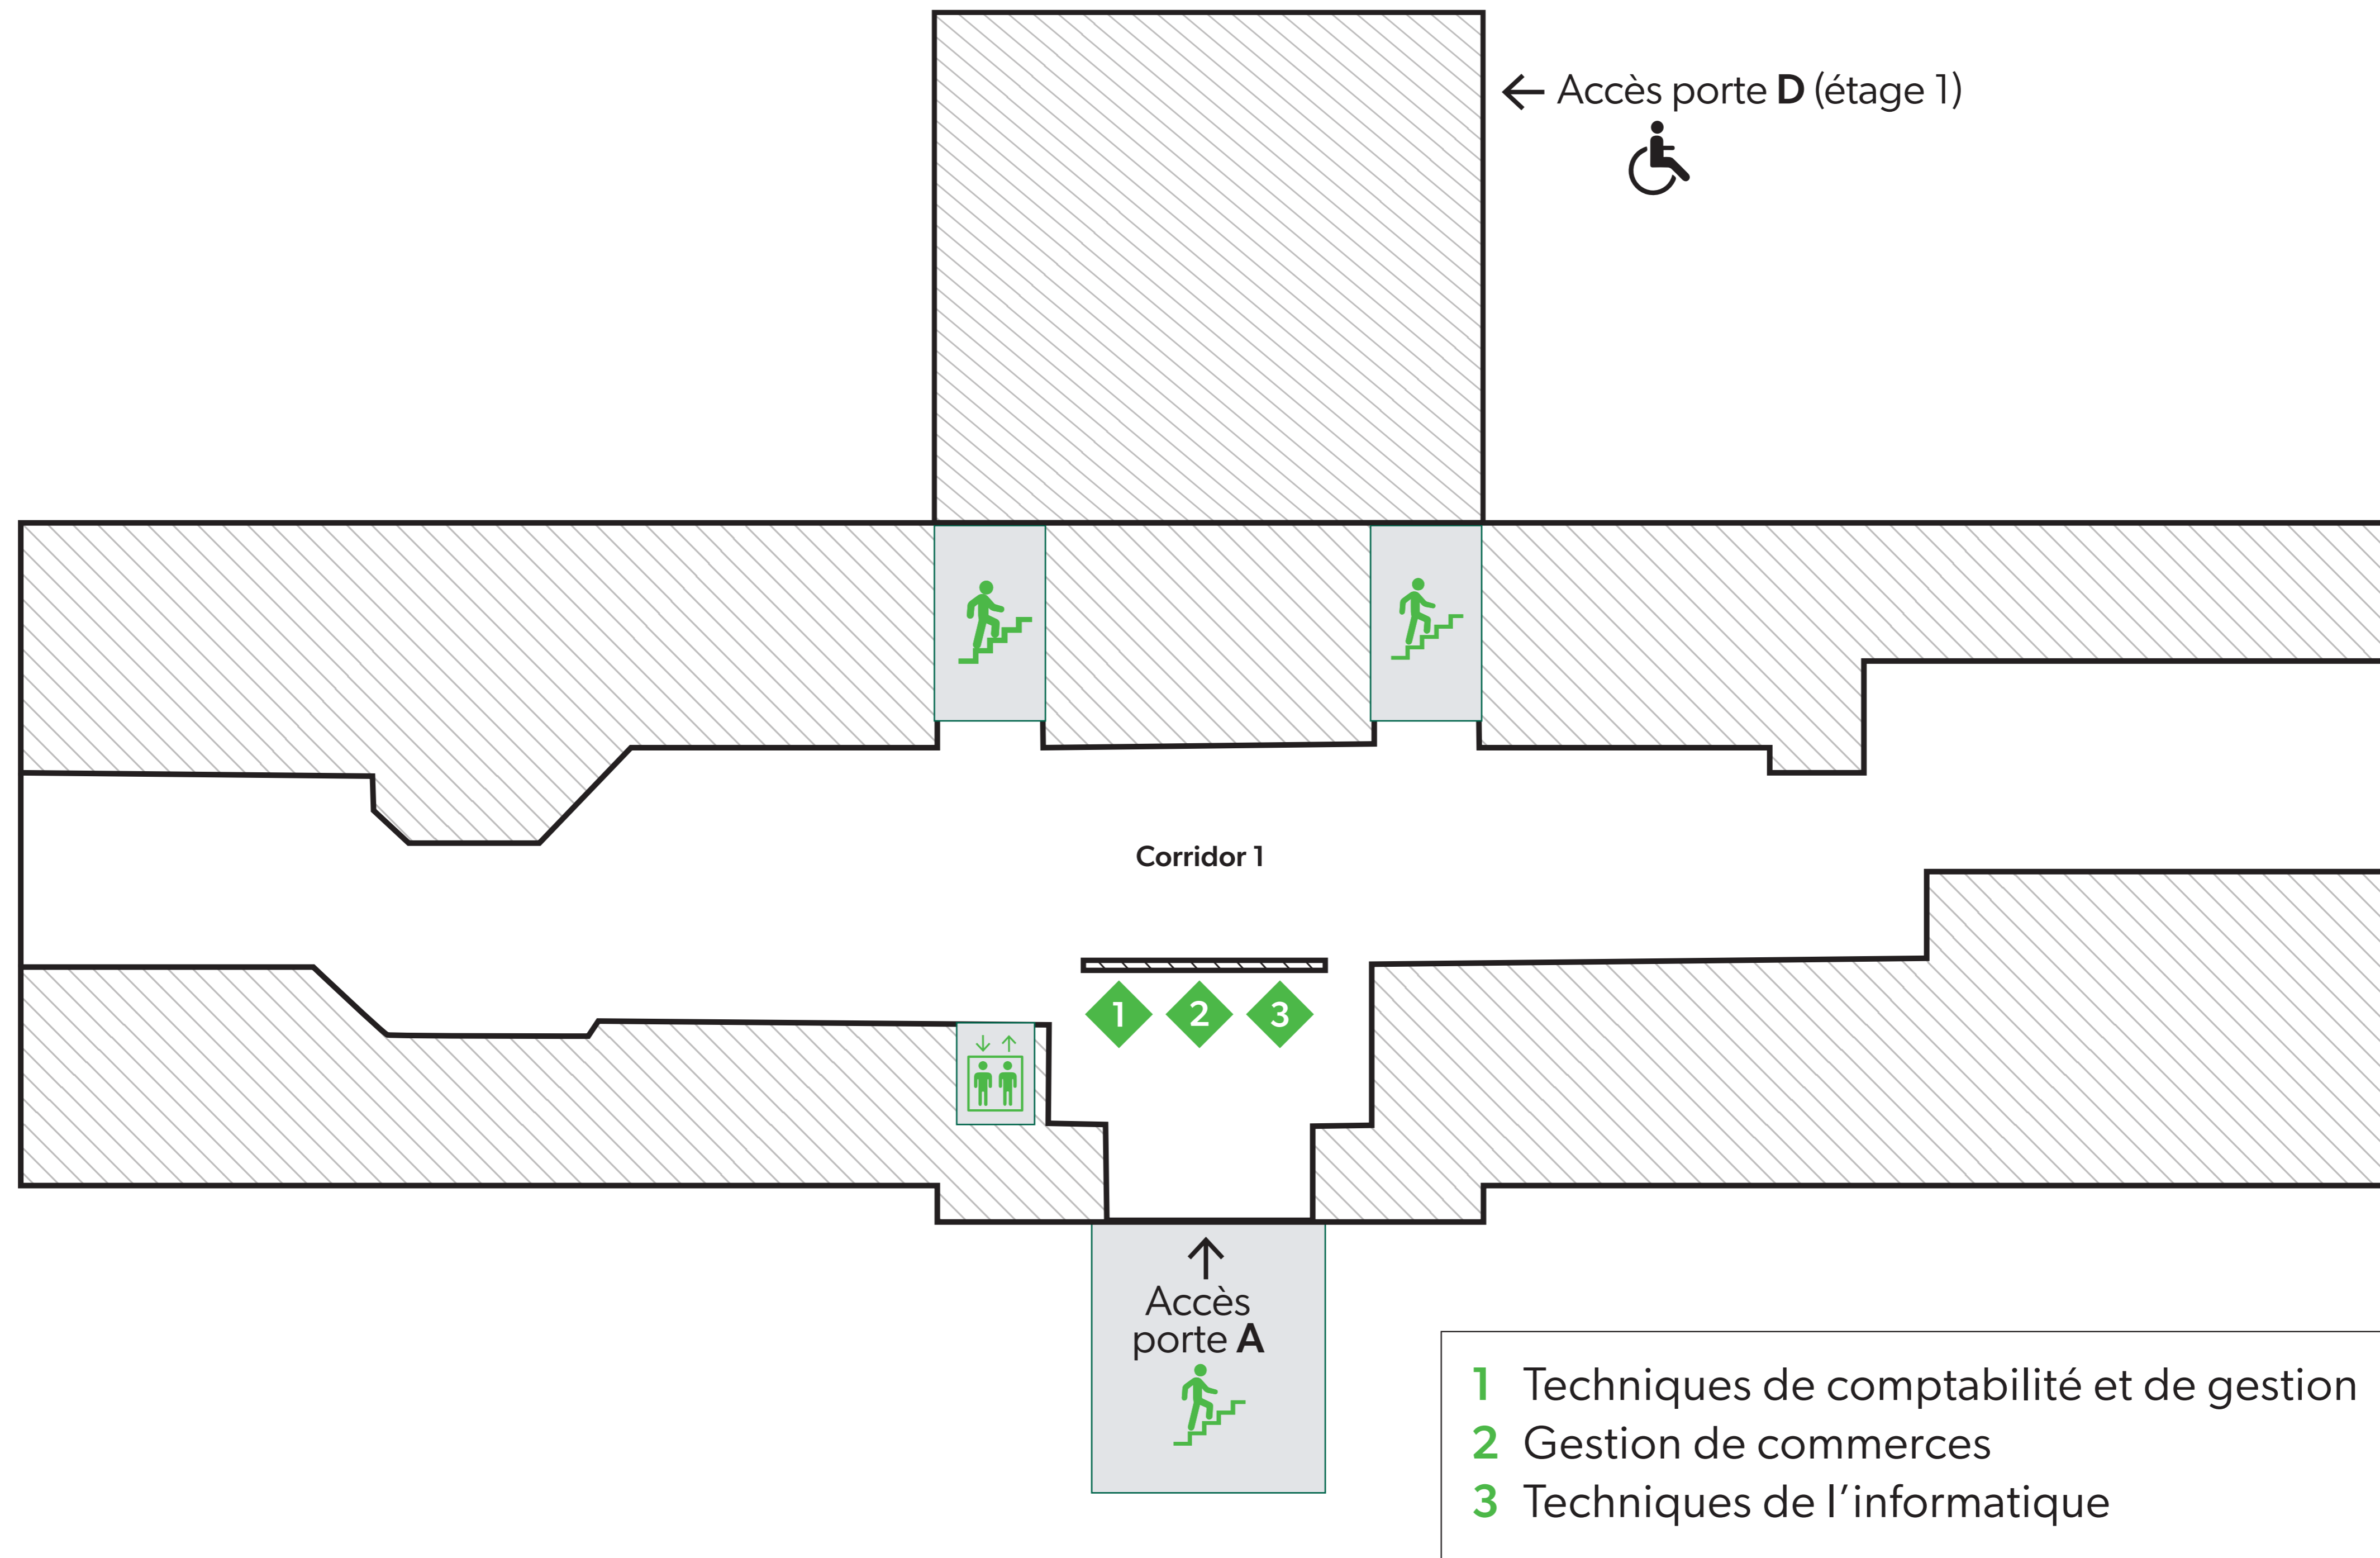 Accès porte D (étage 1)
Corridor 1
1 2 3
Accès
porte A
1 Techniques de comptabilité et de gestion
2 Gestion de commerces
3 Techniques de l’informatique